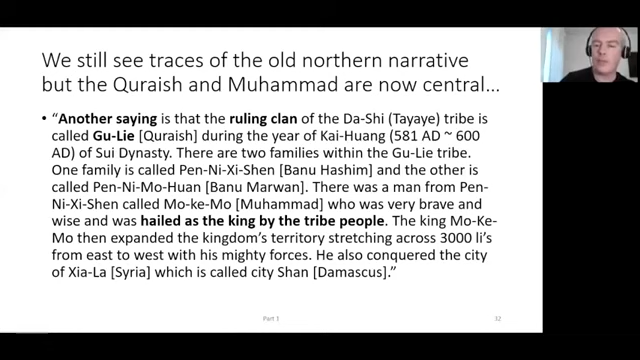 We still see traces of the old northern narrative
but the Quraish and Muhammad are now central...
• “Another saying is that the ruling clan of the Da-Shi (Tayaye) tribe is
called Gu-Lie [Quraish] during the year of Kai-Huang (581 AD ~ 600
AD) of Sui Dynasty. There are two families within the Gu-Lie tribe.
One family is called Pen-Ni-Xi-Shen [Banu Hashim] and the other is
called Pen-Ni-Mo-Huan [Banu Marwan]. There was a man from Pen-
Ni-Xi-Shen called Mo-ke-Mo [Muhammad] who was very brave and
wise and was hailed as the king by the tribe people. The king Mo-Ke-
Mo then expanded the kingdom’s territory stretching across 3000 li’s
from east to west with his mighty forces. He also conquered the city
of Xia-La [Syria] which is called city Shan [Damascus].”
Part 1
32